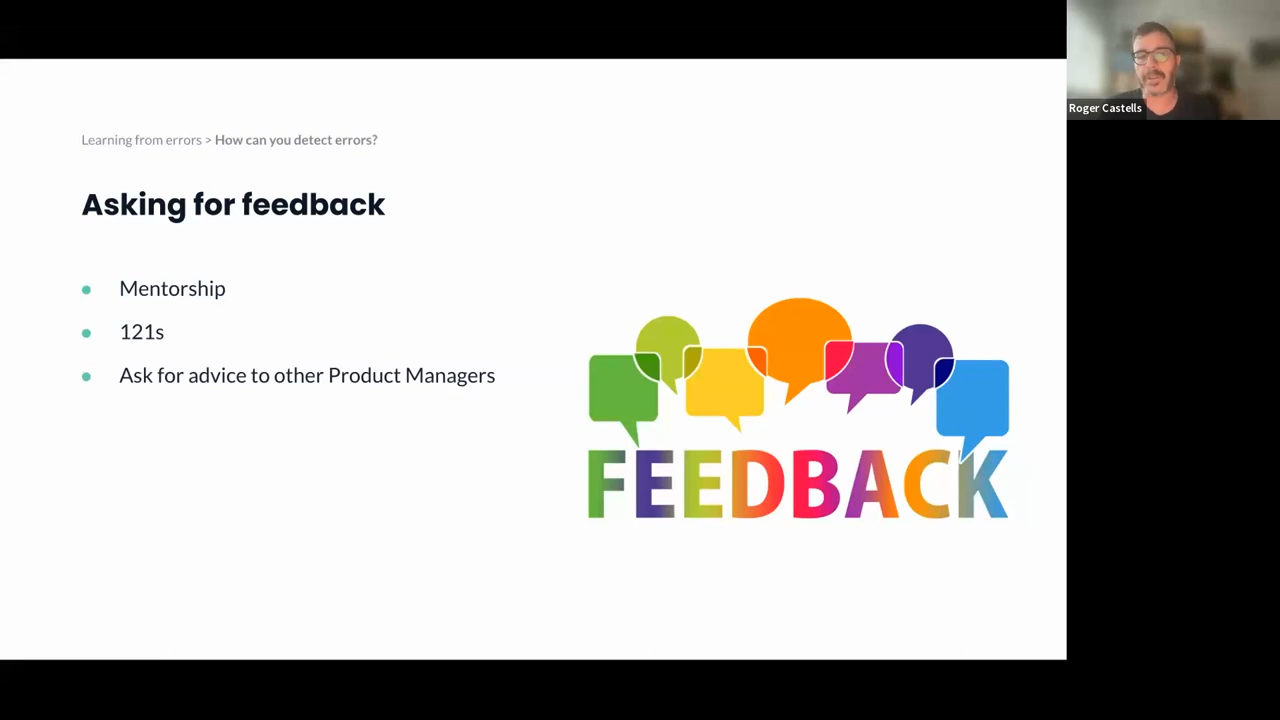 Roger Castells
Learning from errors > How can you detect errors?
Asking for feedback
Mentorship
121s
Ask for advice to other Product Managers
FEEDBACK